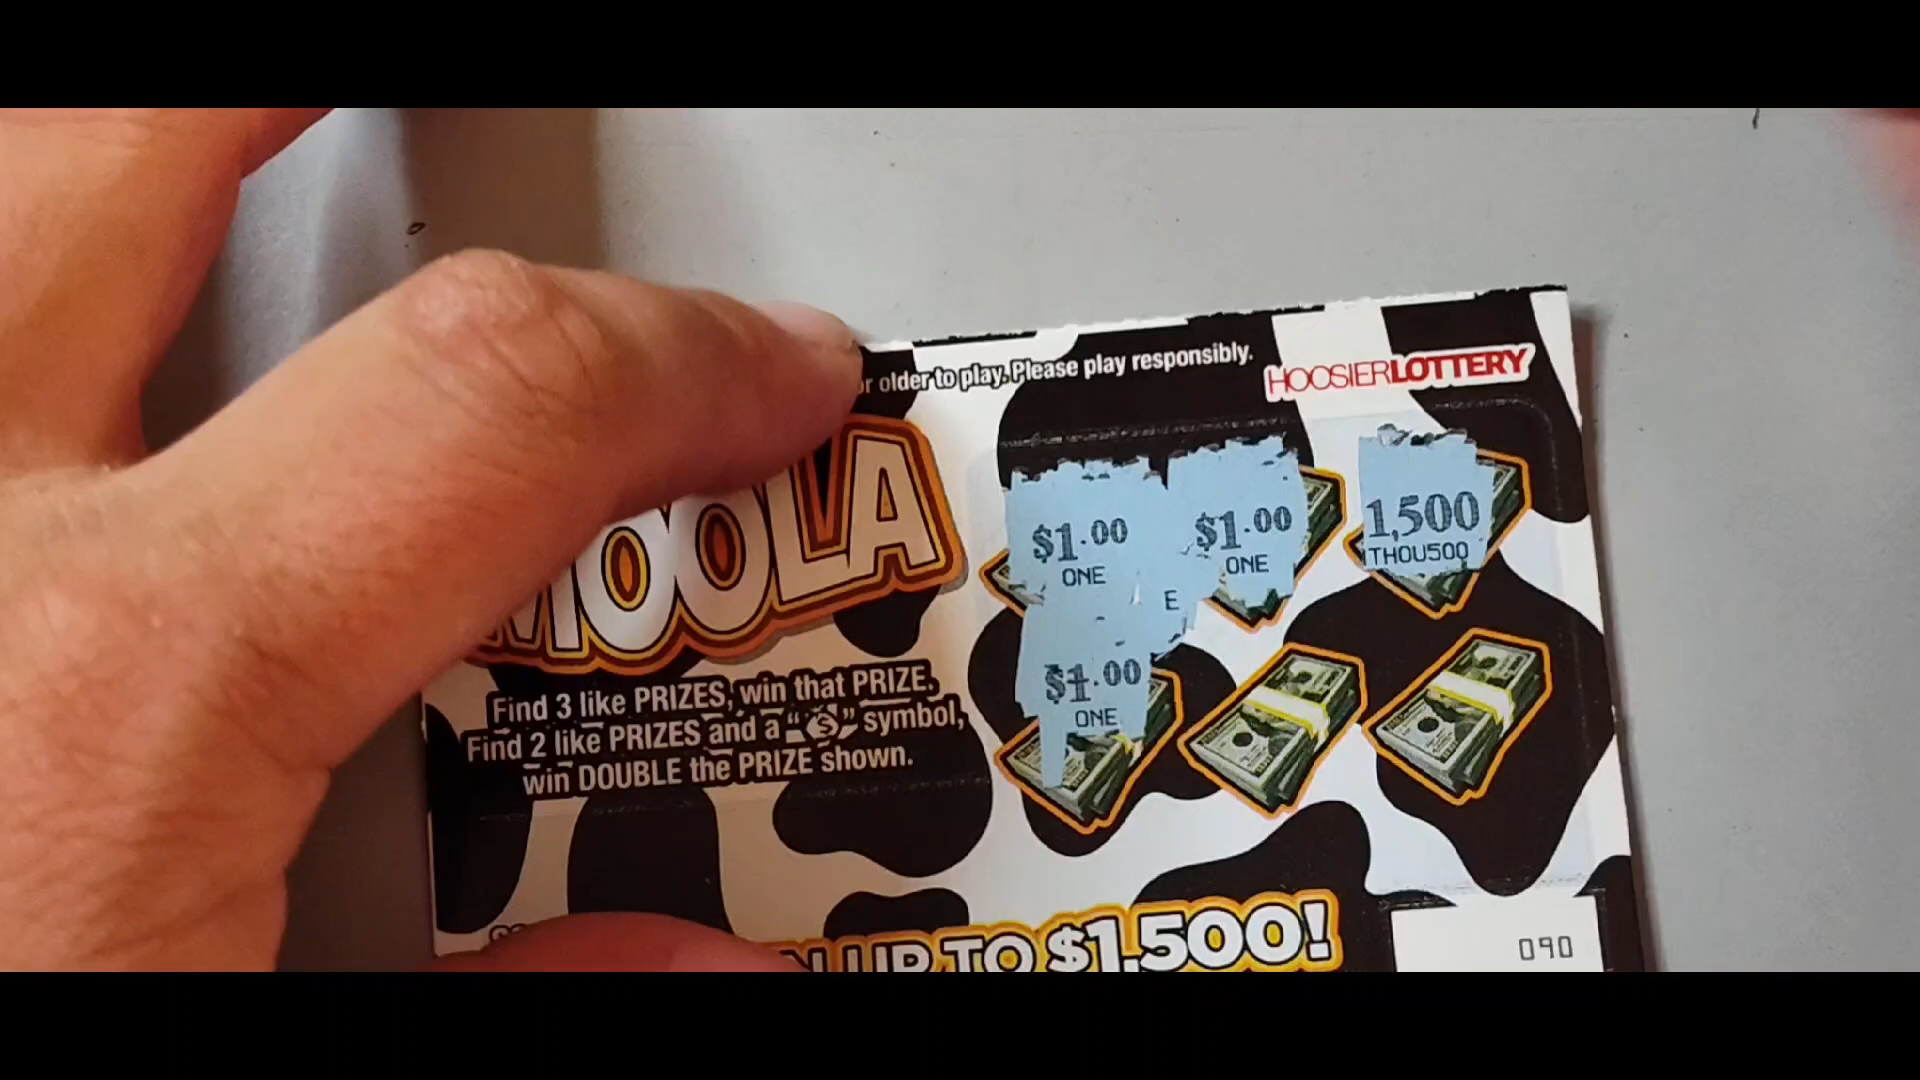 r older to play. Please play responsibly.
HOOSIERLOTTERY
MOOLA
$1.00
ONE
$1.00
ONE
1,500
THOU500
E
$1.00
ONE
Find 3 like PRIZES, win that PRIZE.
Find 2 like PRIZES and a "$" symbol,
win DOUBLE the PRIZE shown.
UP TO $1,500!
090